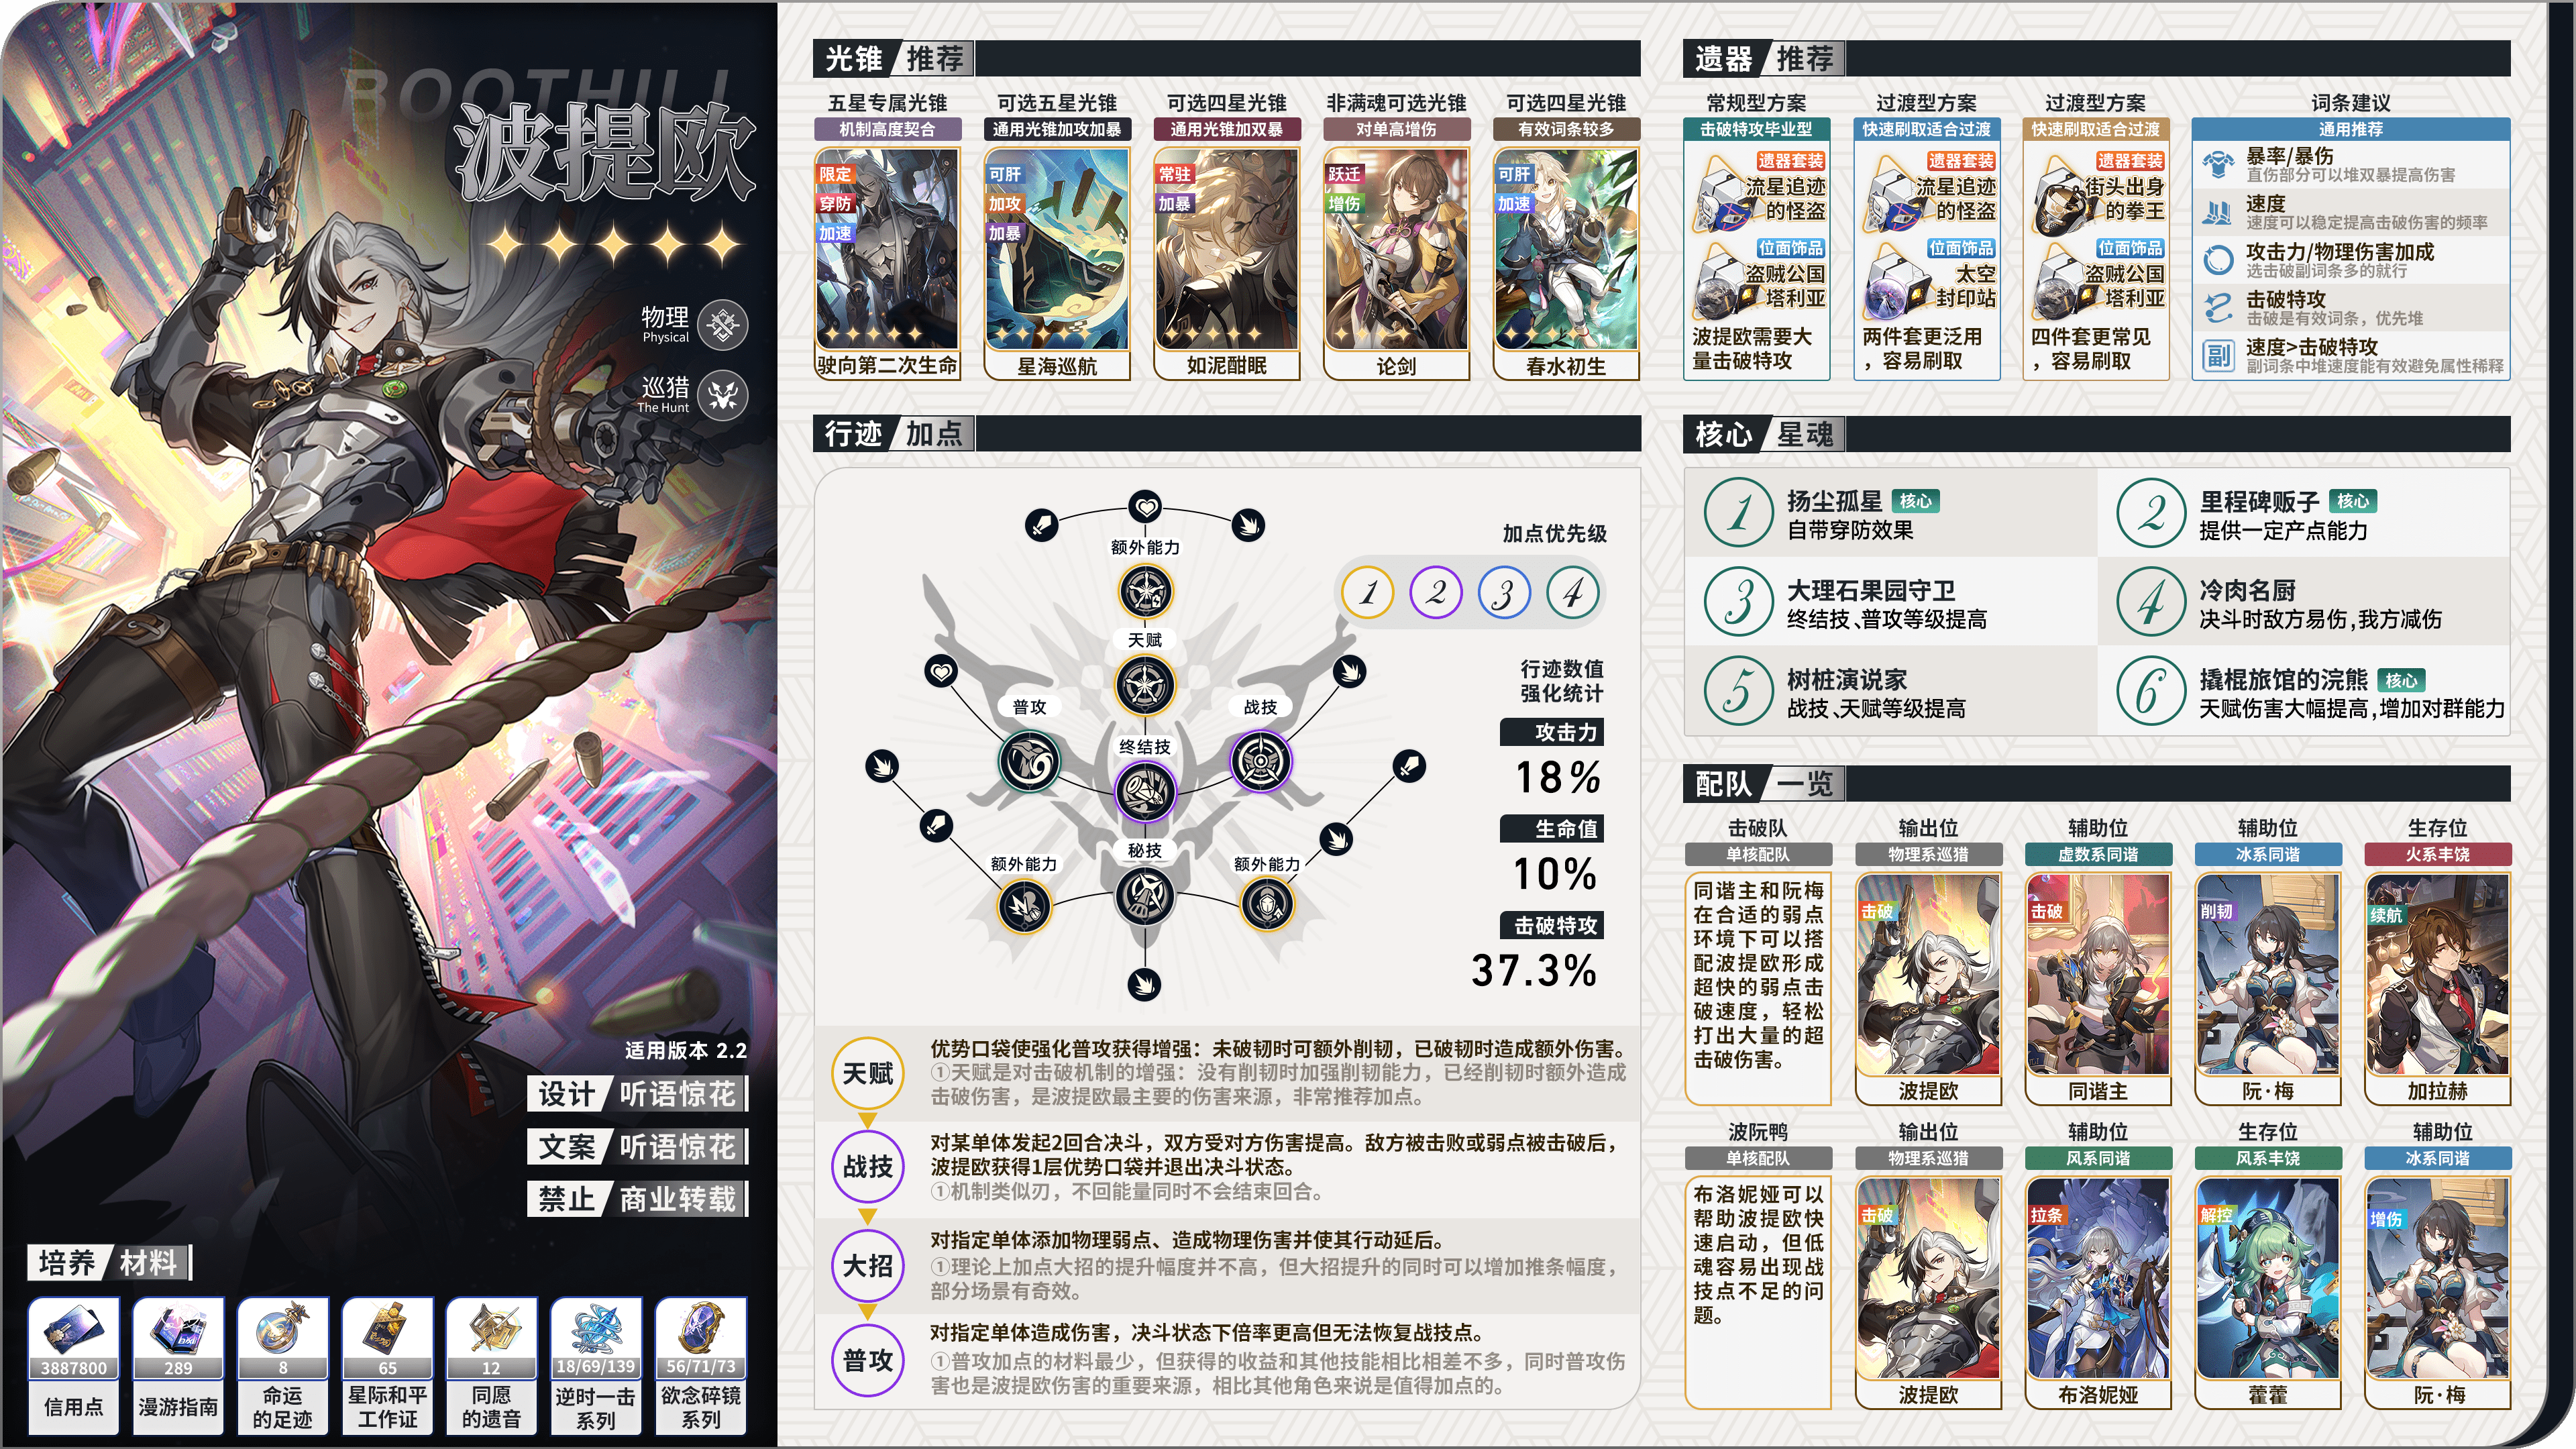 BOOTHILL
波提欧
物理
Physical
巡猎
The Hunt
适用版本 2.2
设计 听语惊花
文案 听语惊花
禁止 商业转载
培养 材料
3887800
信用点
289
漫游指南
8
命运
的足迹
65
星际和平
工作证
12
同愿
的遗音
18/69/139
逆时一击
系列
56/71/73
欲念碎镜
系列
光锥 推荐
五星专属光锥
机制高度契合
限定
穿防
加速
驶向第二次生命
可选五星光锥
通用光锥加攻加暴
可肝
加攻
加暴
星海巡航
可选四星光锥
通用光锥加双暴
常驻
加暴
如泥酣眠
非满魂可选光锥
对单高增伤
跃迁
增伤
论剑
可选四星光锥
有效词条较多
可肝
加速
春水初生
行迹 加点
额外能力
天赋
普攻
战技
终结技
秘技
额外能力
额外能力
加点优先级
1 2 3 4
行迹数值
强化统计
攻击力
18%
生命值
10%
击破特攻
37.3%
天赋
优势口袋使强化普攻获得增强：未破韧时可额外削韧，已破韧时造成额外伤害。
①天赋是对击破机制的增强：没有削韧时加强削韧能力，已经削韧时额外造成
击破伤害，是波提欧最主要的伤害来源，非常推荐加点。
战技
对某单体发起2回合决斗，双方受对方伤害提高。敌方被击败或弱点被击破后，
波提欧获得1层优势口袋并退出决斗状态。
①机制类似刃，不回能量同时不会结束回合。
大招
对指定单体添加物理弱点、造成物理伤害并使其行动延后。
①理论上加点大招的提升幅度并不高，但大招提升的同时可以增加推条幅度，
部分场景有奇效。
普攻
对指定单体造成伤害，决斗状态下倍率更高但无法恢复战技点。
①普攻加点的材料最少，但获得的收益和其他技能相比相差不多，同时普攻伤
害也是波提欧伤害的重要来源，相比其他角色来说是值得加点的。
遗器 推荐
常规型方案
击破特攻毕业型
遗器套装
流星追迹
的怪盗
位面饰品
盗贼公国
塔利亚
波提欧需要大
量击破特攻
过渡型方案
快速刷取适合过渡
遗器套装
流星追迹
的怪盗
位面饰品
太空
封印站
两件套更泛用
，容易刷取
过渡型方案
快速刷取适合过渡
遗器套装
街头出身
的拳王
位面饰品
盗贼公国
塔利亚
四件套更常见
，容易刷取
词条建议
通用推荐
暴率/暴伤
直伤部分可以堆双暴提高伤害
速度
速度可以稳定提高击破伤害的频率
攻击力/物理伤害加成
选击破副词条多的就行
击破特攻
击破是有效词条，优先堆
副
速度>击破特攻
副词条中堆速度能有效避免属性稀释
核心 星魂
1
扬尘孤星 核心
自带穿防效果
2
里程碑贩子 核心
提供一定产点能力
3
大理石果园守卫
终结技、普攻等级提高
4
冷肉名厨
决斗时敌方易伤,我方减伤
5
树桩演说家
战技、天赋等级提高
6
撬棍旅馆的浣熊 核心
天赋伤害大幅提高,增加对群能力
配队 一览
击破队
单核配队
同谐主和阮梅
在合适的弱点
环境下可以搭
配波提欧形成
超快的弱点击
破速度，轻松
打出大量的超
击破伤害。
输出位
物理系巡猎
击破
波提欧
辅助位
虚数系同谐
击破
同谐主
辅助位
冰系同谐
削韧
阮·梅
生存位
火系丰饶
续航
加拉赫
波阮鸭
单核配队
布洛妮娅可以
帮助波提欧快
速启动，但低
魂容易出现战
技点不足的问
题。
输出位
物理系巡猎
击破
波提欧
辅助位
风系同谐
拉条
布洛妮娅
生存位
风系丰饶
解控
藿藿
辅助位
冰系同谐
增伤
阮·梅